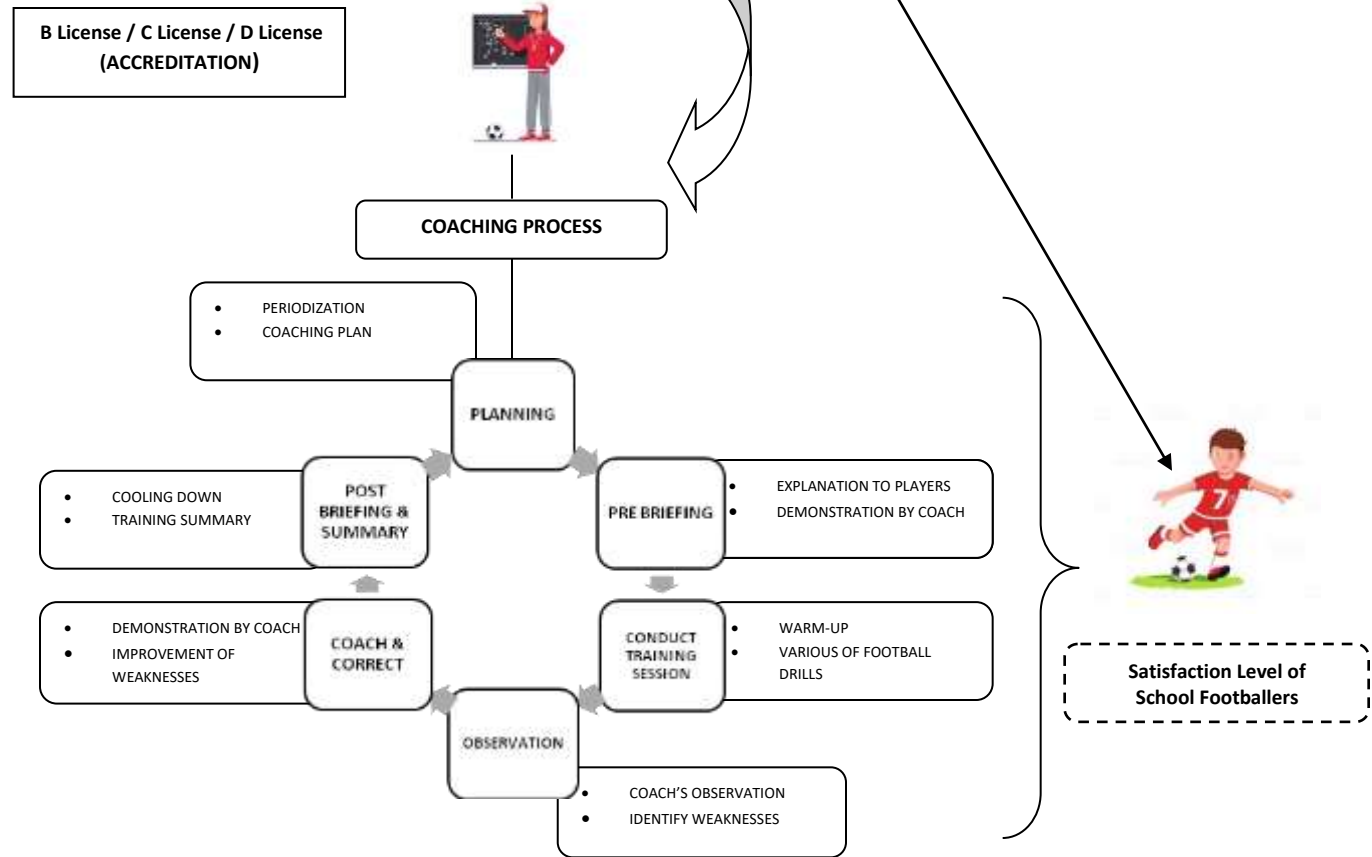 B License / C License / D License
(ACCREDITATION)
COACHING PROCESS
• PERIODIZATION
• COACHING PLAN
PLANNING
• COOLING DOWN
• TRAINING SUMMARY
POST
BRIEFING &
SUMMARY
PRE BRIEFING
• EXPLANATION TO PLAYERS
• DEMONSTRATION BY COACH
• DEMONSTRATION BY COACH
• IMPROVEMENT OF
WEAKNESSES
COACH &
CORRECT
CONDUCT
TRAINING
SESSION
• WARM-UP
• VARIOUS OF FOOTBALL
DRILLS
OBSERVATION
• COACH’S OBSERVATION
• IDENTIFY WEAKNESSES
7
Satisfaction Level of
School Footballers